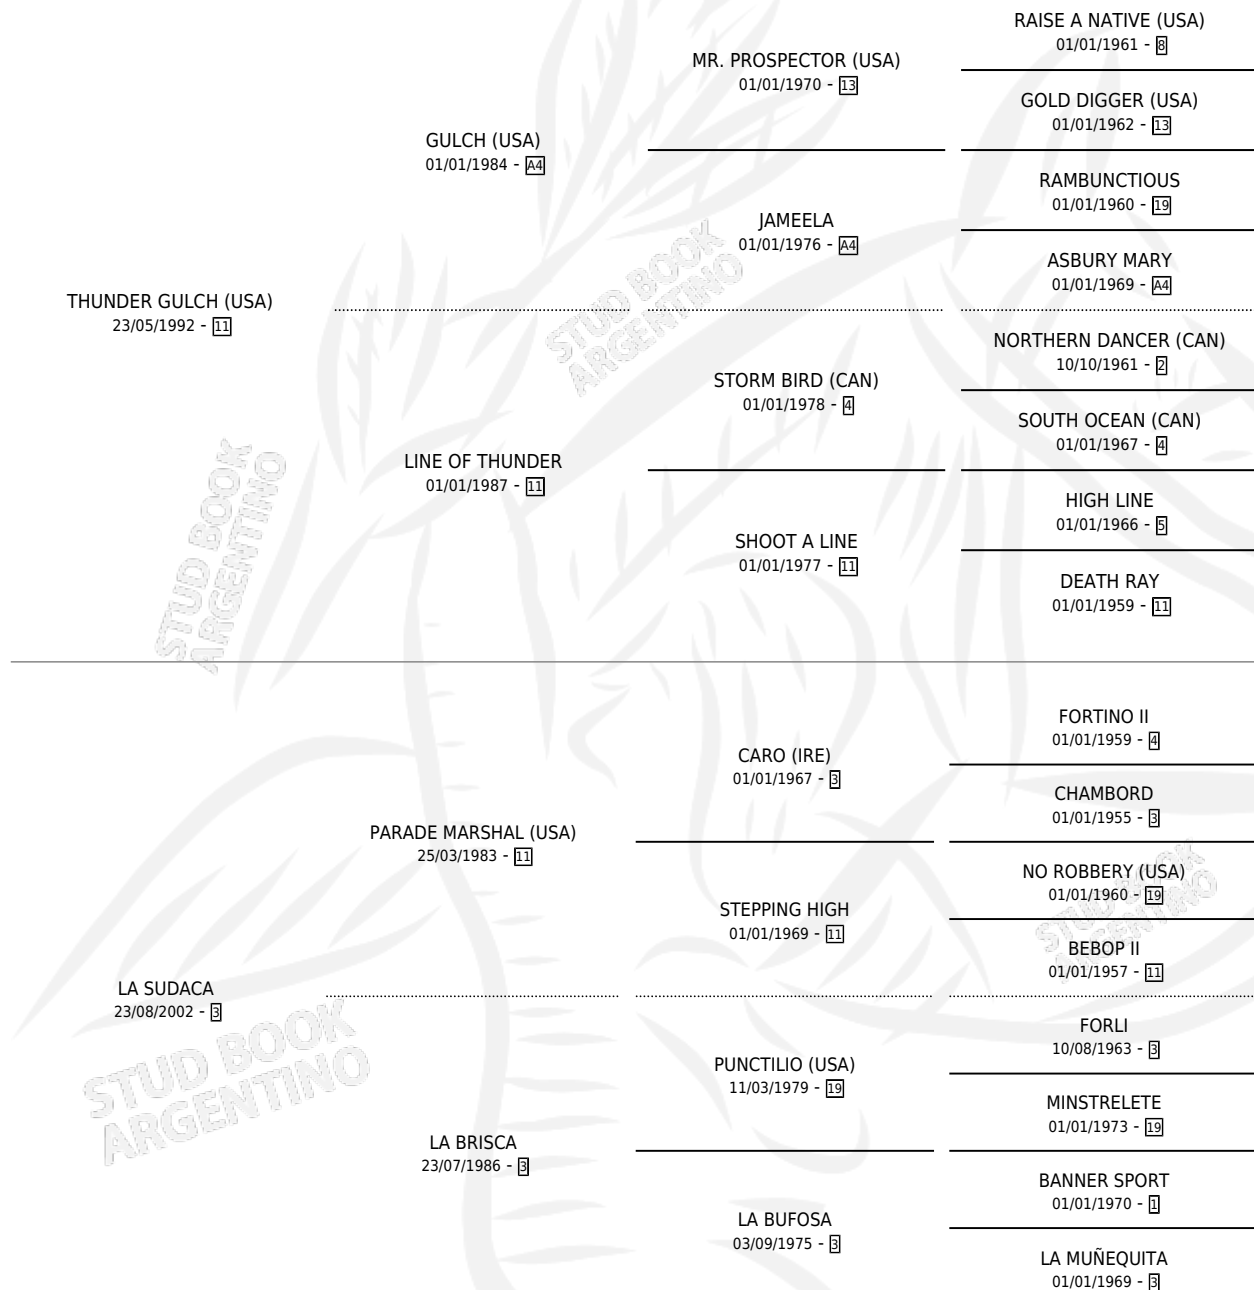 RAISE A NATIVE (USA)
01/01/1961 - 8
MR. PROSPECTOR (USA)
01/01/1970 - 13
GOLD DIGGER (USA)
01/01/1962 - 13
GULCH (USA)
01/01/1984 - A4
RAMBUNCTIOUS
01/01/1960 - 19
JAMEELA
01/01/1976 - A4
ASBURY MARY
01/01/1969 - A4
THUNDER GULCH (USA)
23/05/1992 - 11
NORTHERN DANCER (CAN)
10/10/1961 - 2
STORM BIRD (CAN)
01/01/1978 - 4
SOUTH OCEAN (CAN)
01/01/1967 - 4
LINE OF THUNDER
01/01/1987 - 11
HIGH LINE
01/01/1966 - 5
SHOOT A LINE
01/01/1977 - 11
DEATH RAY
01/01/1959 - 11
STUD BOOK
ARGENTINO
STUD BOOK
ARGENTINO
FORTINO II
01/01/1959 - 4
CARO (IRE)
01/01/1967 - 3
CHAMBORD
01/01/1955 - 3
PARADE MARSHAL (USA)
25/03/1983 - 11
NO ROBBERY (USA)
01/01/1960 - 19
STEPPING HIGH
01/01/1969 - 11
BEBOP II
01/01/1957 - 11
STUD BOOK
ARGENTINO
LA SUDACA
23/08/2002 - 3
FORLI
10/08/1963 - 3
PUNCTILIO (USA)
11/03/1979 - 19
MINSTRELETE
01/01/1973 - 19
STUD BOOK
ARGENTINO
LA BRISCA
23/07/1986 - 3
BANNER SPORT
01/01/1970 - 1
LA BUFOSA
03/09/1975 - 3
LA MUÑEQUITA
01/01/1969 - 3